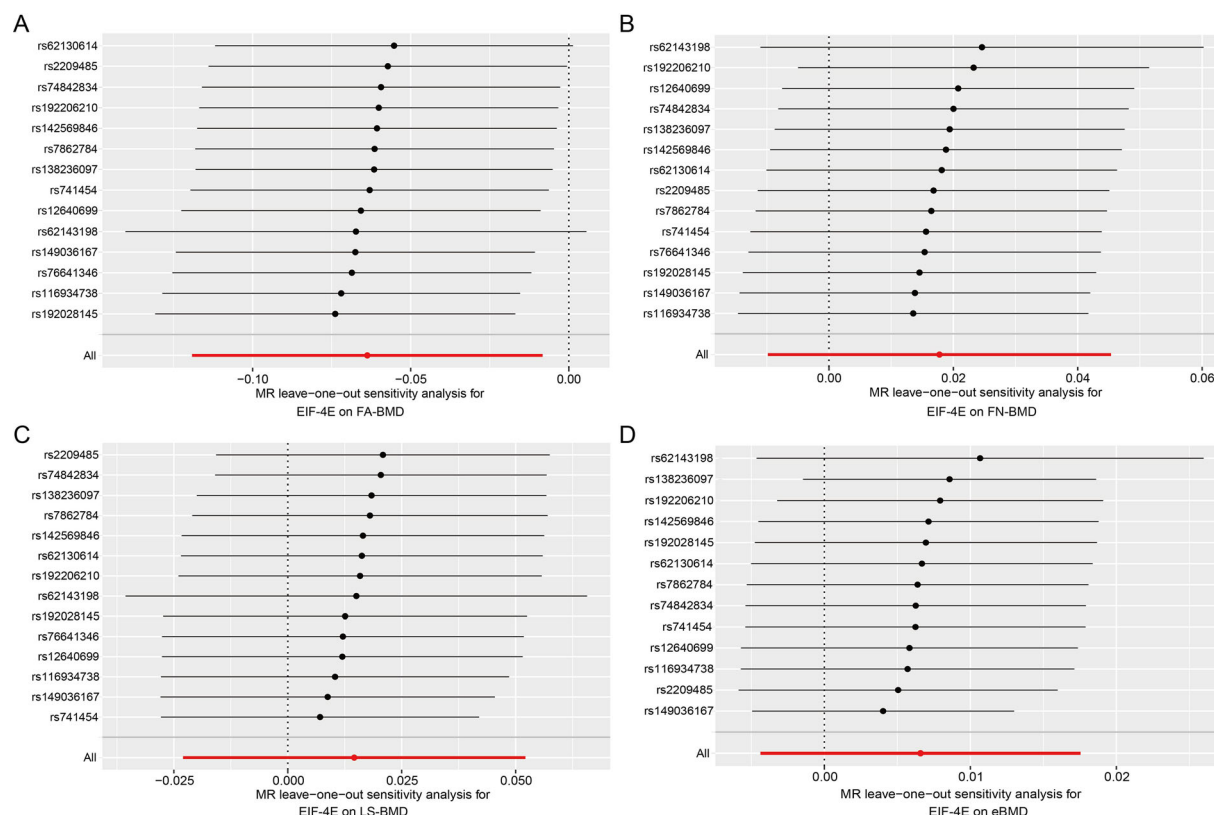 A
rs62130614
rs2209485
rs74842834
rs192206210
rs142569846
rs7862784
rs138236097
rs741454
rs12640699
rs62143198
rs149036167
rs76641346
rs116934738
rs192028145
All
−0.10
−0.05
0.00
MR leave−one−out sensitivity analysis for
EIF−4E on FA−BMD
B
rs62143198
rs192206210
rs12640699
rs74842834
rs138236097
rs142569846
rs62130614
rs2209485
rs7862784
rs741454
rs76641346
rs192028145
rs149036167
rs116934738
All
0.00
0.02
0.04
0.06
MR leave−one−out sensitivity analysis for
EIF−4E on FN−BMD
C
rs2209485
rs74842834
rs138236097
rs7862784
rs142569846
rs62130614
rs192206210
rs62143198
rs192028145
rs76641346
rs12640699
rs116934738
rs149036167
rs741454
All
−0.025
0.000
0.025
0.050
MR leave−one−out sensitivity analysis for
EIF−4E on LS−BMD
D
rs62143198
rs138236097
rs192206210
rs142569846
rs192028145
rs62130614
rs7862784
rs74842834
rs741454
rs12640699
rs116934738
rs2209485
rs149036167
All
0.00
0.01
0.02
MR leave−one−out sensitivity analysis for
EIF−4E on eBMD